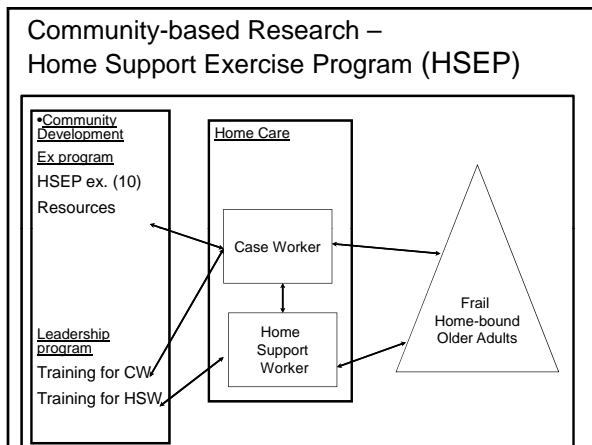 Community-based Research –
Home Support Exercise Program (HSEP)
•Community
Development
Ex program
HSEP ex. (10)
Resources
Leadership
program
Training for CW
Training for HSW
Home Care
Case Worker
Home
Support
Worker
Frail
Home-bound
Older Adults